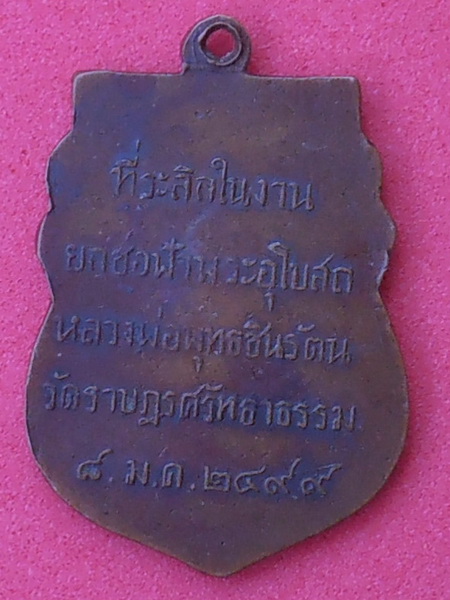 ที่ระลึกในงาน
ยกช่อฟ้าพระอุโบสถ
หลวงพ่อพุทธชินรัตน
วัดราษฎรศรัทธาธรรม
๘.ม.ค.๒๔๙๙